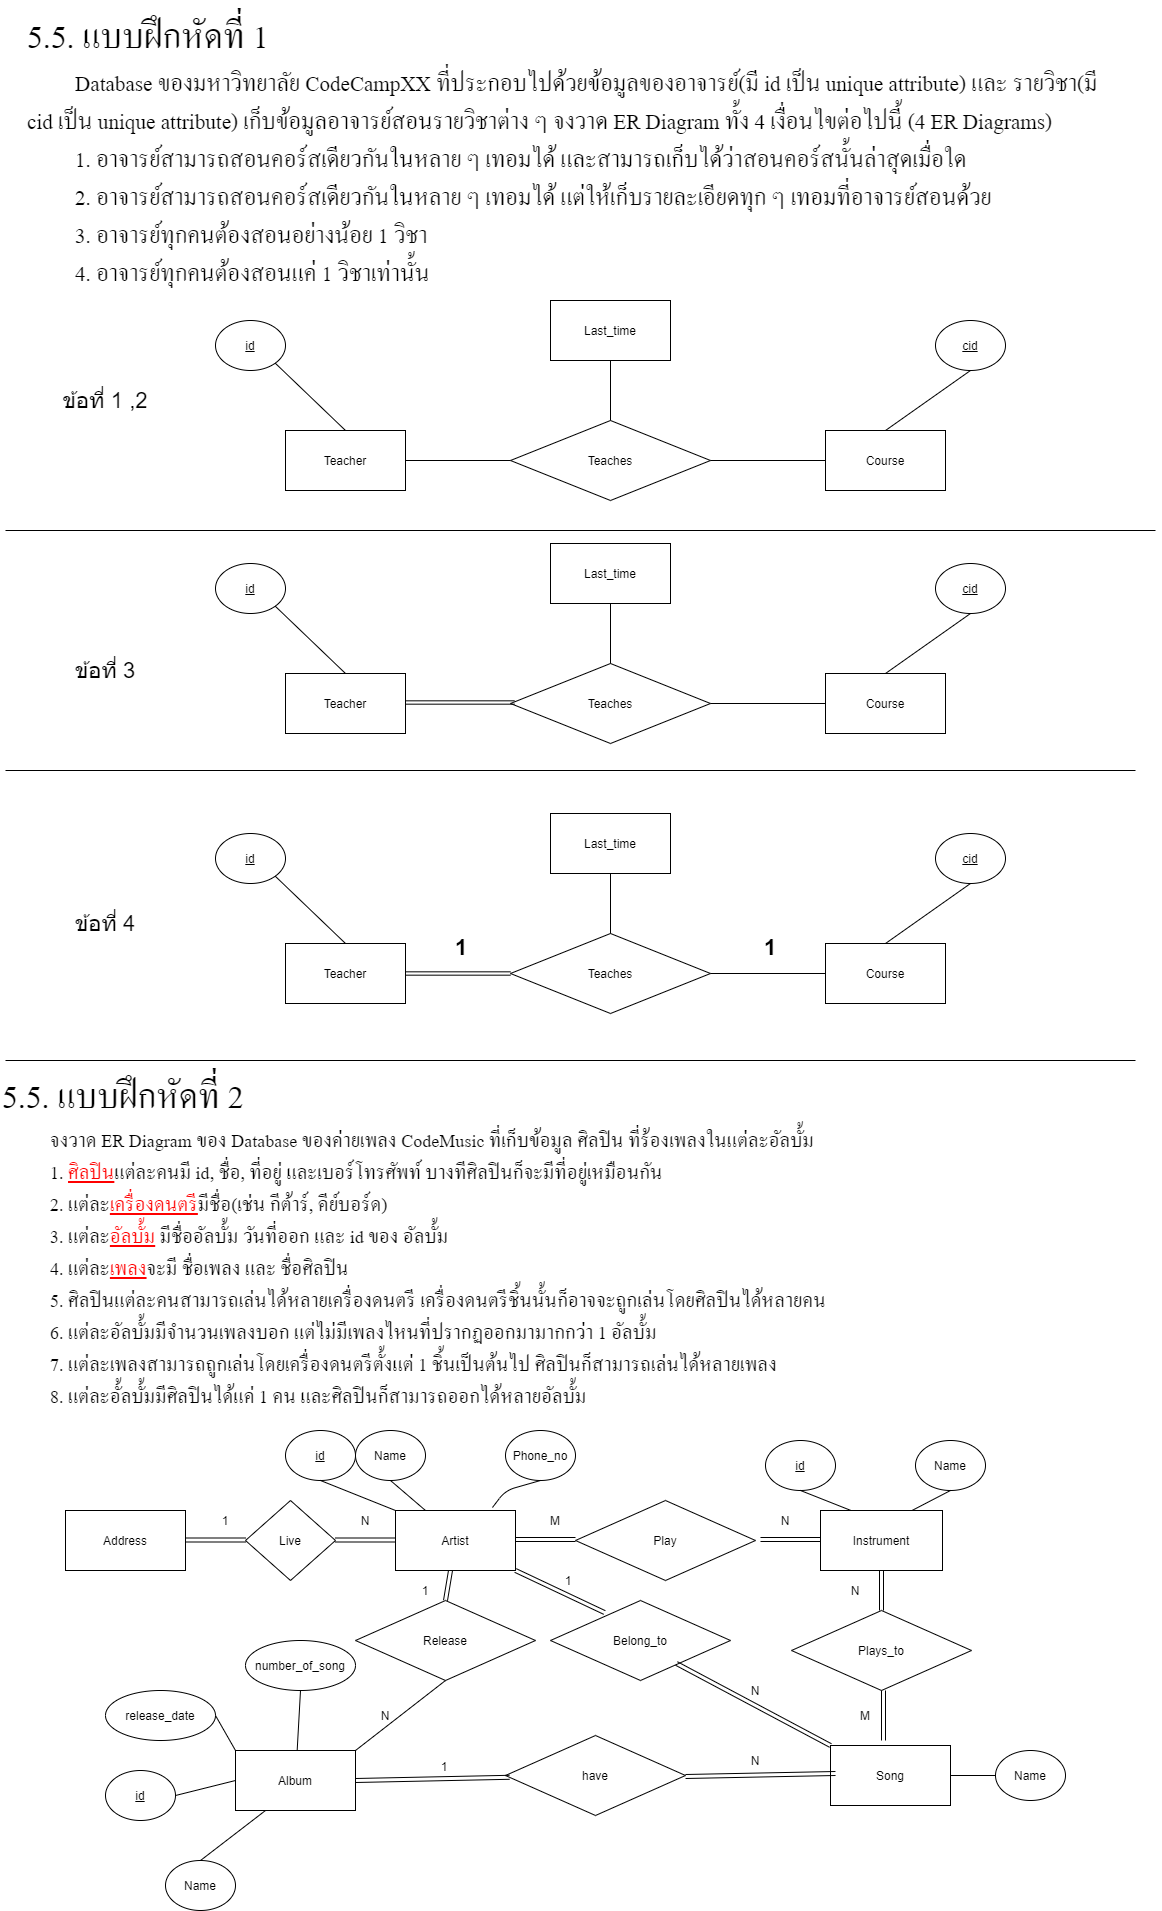 5.5. แบบฝึกหัดที่ 1
Database ของมหาวิทยาลัย CodeCampXX ที่ประกอบไปด้วยข้อมูลของอาจารย์(มี id เป็น unique attribute) และ รายวิชา(มี
cid เป็น unique attribute) เก็บข้อมูลอาจารย์สอนรายวิชาต่าง ๆ จงวาด ER Diagram ทั้ง 4 เงื่อนไขต่อไปนี้ (4 ER Diagrams)
1. อาจารย์สามารถสอนคอร์สเดียวกันในหลาย ๆ เทอมได้ และสามารถเก็บได้ว่าสอนคอร์สนั้นล่าสุดเมื่อใด
2. อาจารย์สามารถสอนคอร์สเดียวกันในหลาย ๆ เทอมได้ แต่ให้เก็บรายละเอียดทุก ๆ เทอมที่อาจารย์สอนด้วย
3. อาจารย์ทุกคนต้องสอนอย่างน้อย 1 วิชา
4. อาจารย์ทุกคนต้องสอนแค่ 1 วิชาเท่านั้น
Last_time
id
cid
ข้อที่ 1 ,2
Teacher
Teaches
Course
Last_time
id
cid
ข้อที่ 3
Teacher
Teaches
Course
Last_time
id
cid
ข้อที่ 4
1
1
Teacher
Teaches
Course
5.5. แบบฝึกหัดที่ 2
จงวาด ER Diagram ของ Database ของค่ายเพลง CodeMusic ที่เก็บข้อมูล ศิลปิน ที่ร้องเพลงในแต่ละอัลบั้ม
1. ศิลปินแต่ละคนมี id, ชื่อ, ที่อยู่ และเบอร์โทรศัพท์ บางทีศิลปินก็จะมีที่อยู่เหมือนกัน
2. แต่ละเครื่องดนตรีมีชื่อ(เช่น กีต้าร์, คีย์บอร์ด)
3. แต่ละอัลบั้ม มีชื่ออัลบั้ม วันที่ออก และ id ของ อัลบั้ม
4. แต่ละเพลงจะมี ชื่อเพลง และ ชื่อศิลปิน
5. ศิลปินแต่ละคนสามารถเล่นได้หลายเครื่องดนตรี เครื่องดนตรีชิ้นนั้นก็อาจจะถูกเล่นโดยศิลปินได้หลายคน
6. แต่ละอัลบั้มมีจำนวนเพลงบอก แต่ไม่มีเพลงไหนที่ปรากฏออกมามากกว่า 1 อัลบั้ม
7. แต่ละเพลงสามารถถูกเล่นโดยเครื่องดนตรีตั้งแต่ 1 ชิ้นเป็นต้นไป ศิลปินก็สามารถเล่นได้หลายเพลง
8. แต่ละอั้ลบั้มมีศิลปินได้แค่ 1 คน และศิลปินก็สามารถออกได้หลายอัลบั้ม
id
Name
Phone_no
id
Name
1
N
M
N
Address
Live
Artist
Play
Instrument
1
1
N
Release
Belong_to
Plays_to
number_of_song
N
release_date
N
M
1
N
Album
have
Song
Name
id
Name